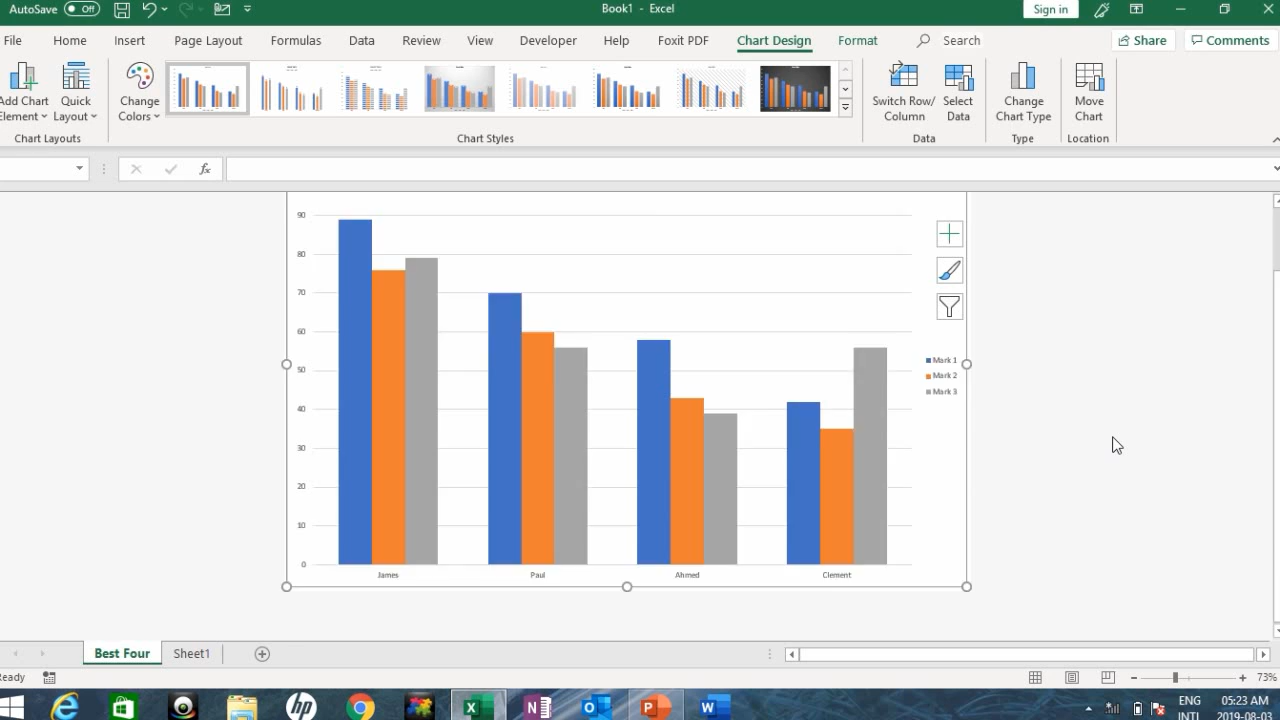 AutoSave Off Book1 - Excel Sign in
File Home Insert Page Layout Formulas Data Review View Developer Help Foxit PDF Chart Design Format Search Share Comments
Add Chart Element Quick Layout Change Colors Switch Row/ Column Select Data Change Chart Type Move Chart
Chart Layouts Chart Styles Data Type Location
fx
90
80
70
60
50
40
30
20
10
0
Mark 1
Mark 2
Mark 3
James Paul Ahmed Clement
Best Four Sheet1
eady 73%
ENG 05:23 AM
INTL 2019-08-03